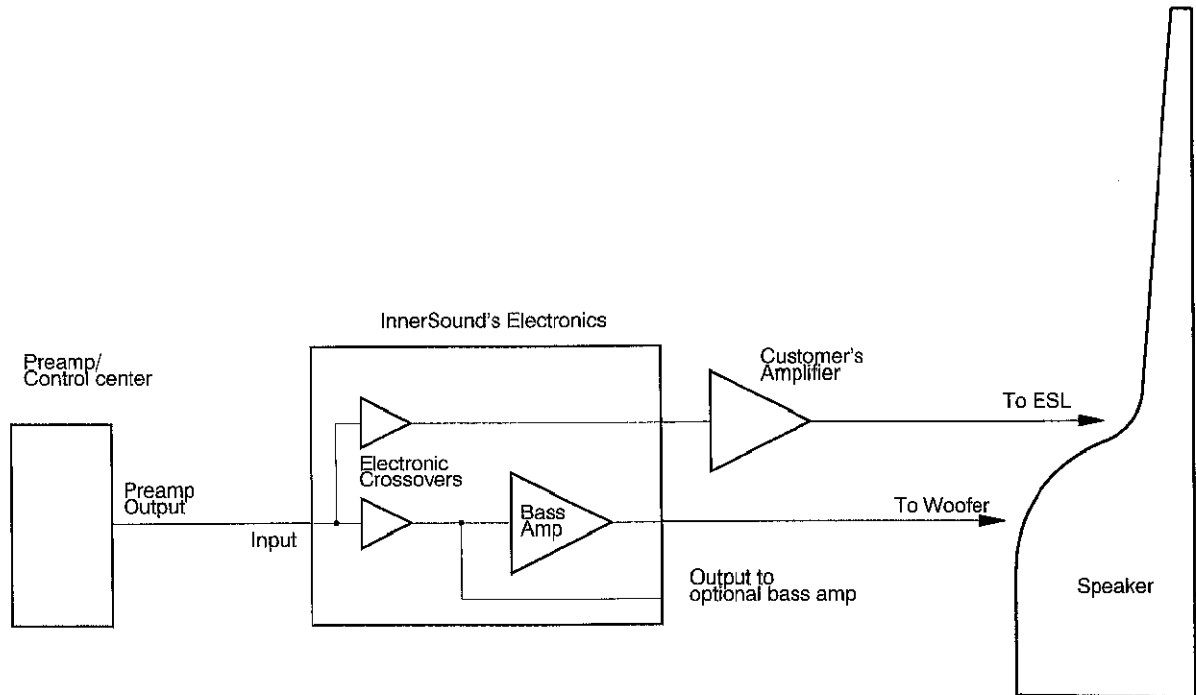 InnerSound's Electronics
Preamp/
Control center
Customer's
Amplifier
To ESL
Electronic
Crossovers
Preamp
Output
Input
Bass
Amp
To Woofer
Output to
optional bass amp
Speaker